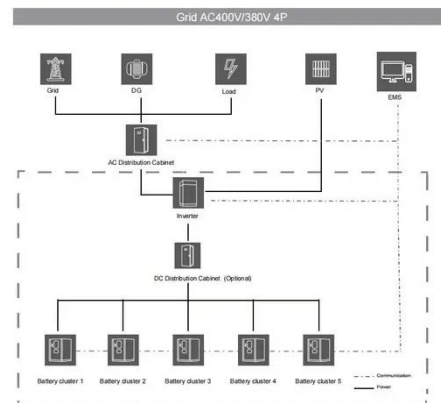 Grid AC400V/380V 4P
Grid
DG
Load
PV
EMS
AC Distribution Cabinet
Inverter
DC Distribution Cabinet (Optional)
Battery cluster 1
Battery cluster 2
Battery cluster 3
Battery cluster 4
Battery cluster 5
Communication
Power